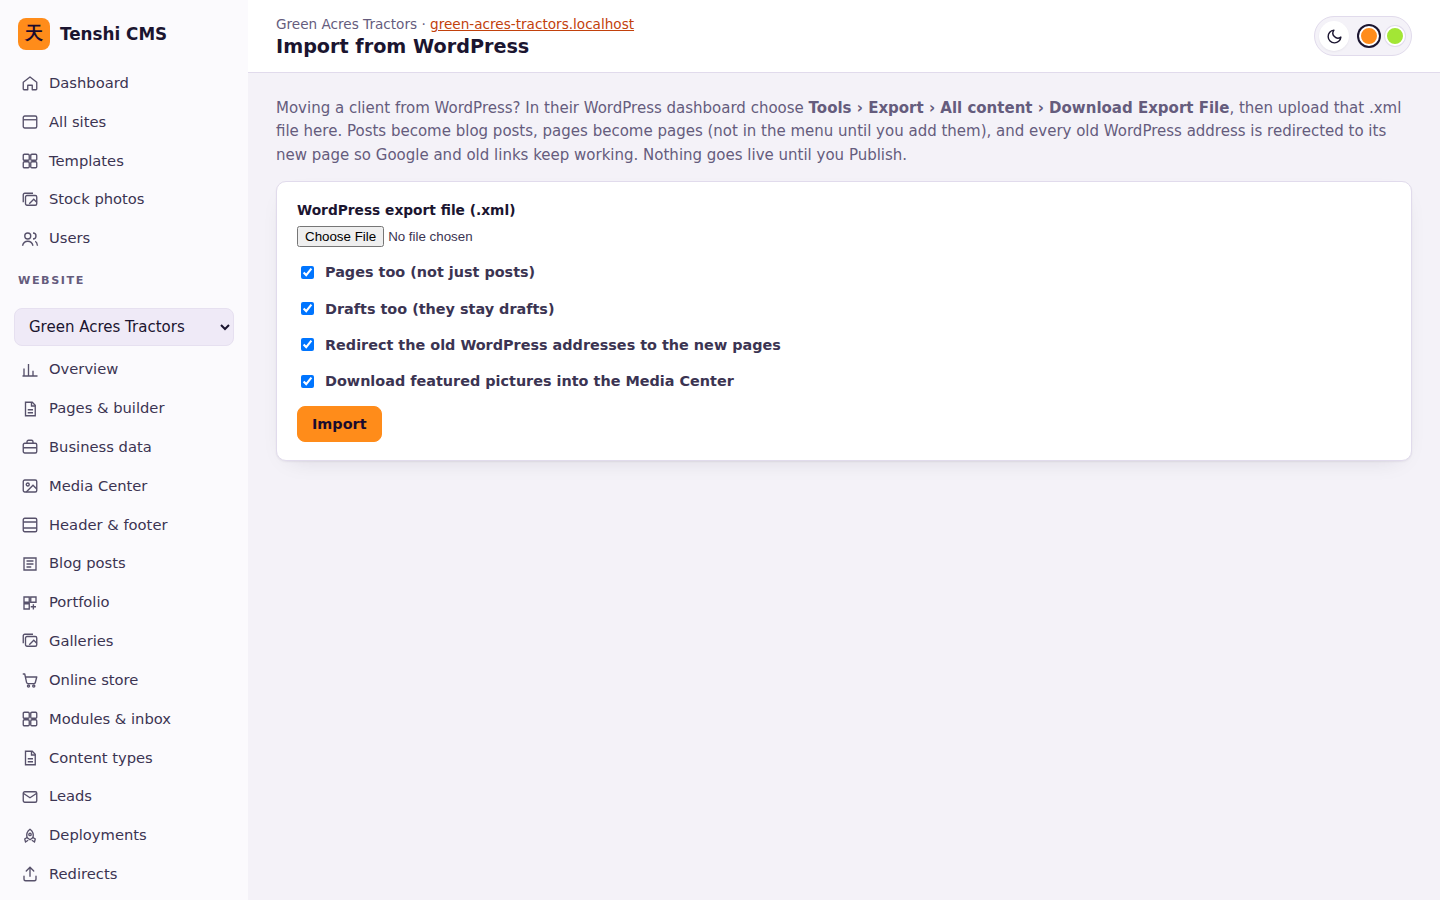 天 Tenshi CMS
Dashboard
All sites
Templates
Stock photos
Users
WEBSITE
Green Acres Tractors
Overview
Pages & builder
Business data
Media Center
Header & footer
Blog posts
Portfolio
Galleries
Online store
Modules & inbox
Content types
Leads
Deployments
Redirects
Green Acres Tractors · green-acres-tractors.localhost
Import from WordPress
Moving a client from WordPress? In their WordPress dashboard choose Tools › Export › All content › Download Export File, then upload that .xml
file here. Posts become blog posts, pages become pages (not in the menu until you add them), and every old WordPress address is redirected to its
new page so Google and old links keep working. Nothing goes live until you Publish.
WordPress export file (.xml)
Choose File No file chosen
Pages too (not just posts)
Drafts too (they stay drafts)
Redirect the old WordPress addresses to the new pages
Download featured pictures into the Media Center
Import